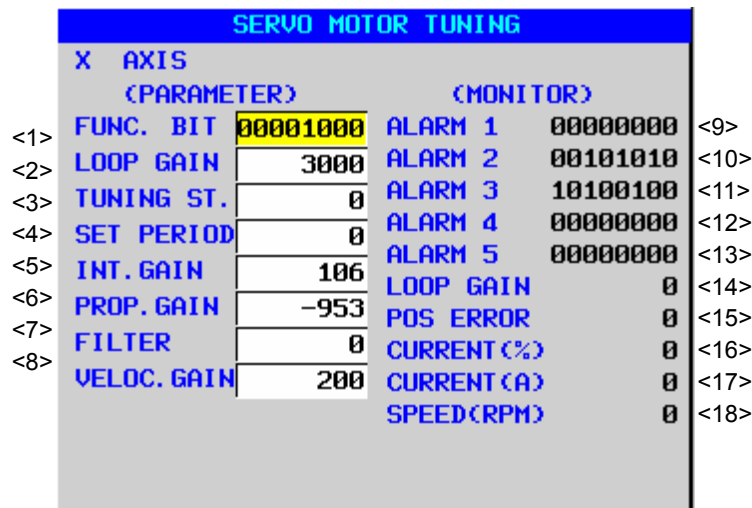 SERVO MOTOR TUNING
X AXIS
(PARAMETER) (MONITOR)
<1> FUNC. BIT 00001000 ALARM 1 00000000 <9>
<2> LOOP GAIN 3000 ALARM 2 00101010 <10>
<3> TUNING ST. 0 ALARM 3 10100100 <11>
<4> SET PERIOD 0 ALARM 4 00000000 <12>
<5> INT.GAIN 106 ALARM 5 00000000 <13>
<6> PROP.GAIN -953 LOOP GAIN 0 <14>
<7> FILTER 0 POS ERROR 0 <15>
<8> VELOC.GAIN 200 CURRENT(%) 0 <16>
CURRENT(A) 0 <17>
SPEED(RPM) 0 <18>